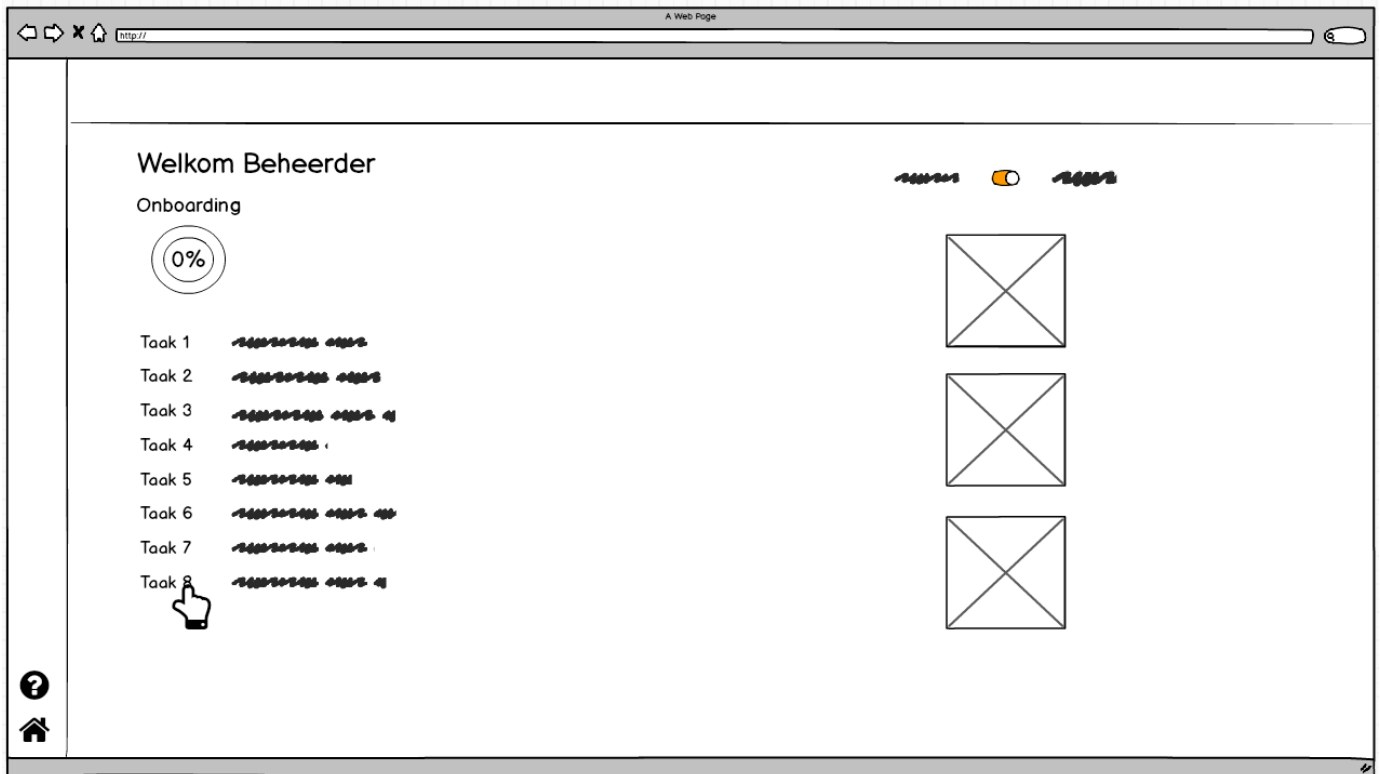 A Web Page
http://
Welkom Beheerder
Onboarding
0%
Taak 1
Taak 2
Taak 3
Taak 4
Taak 5
Taak 6
Taak 7
Taak 8
?